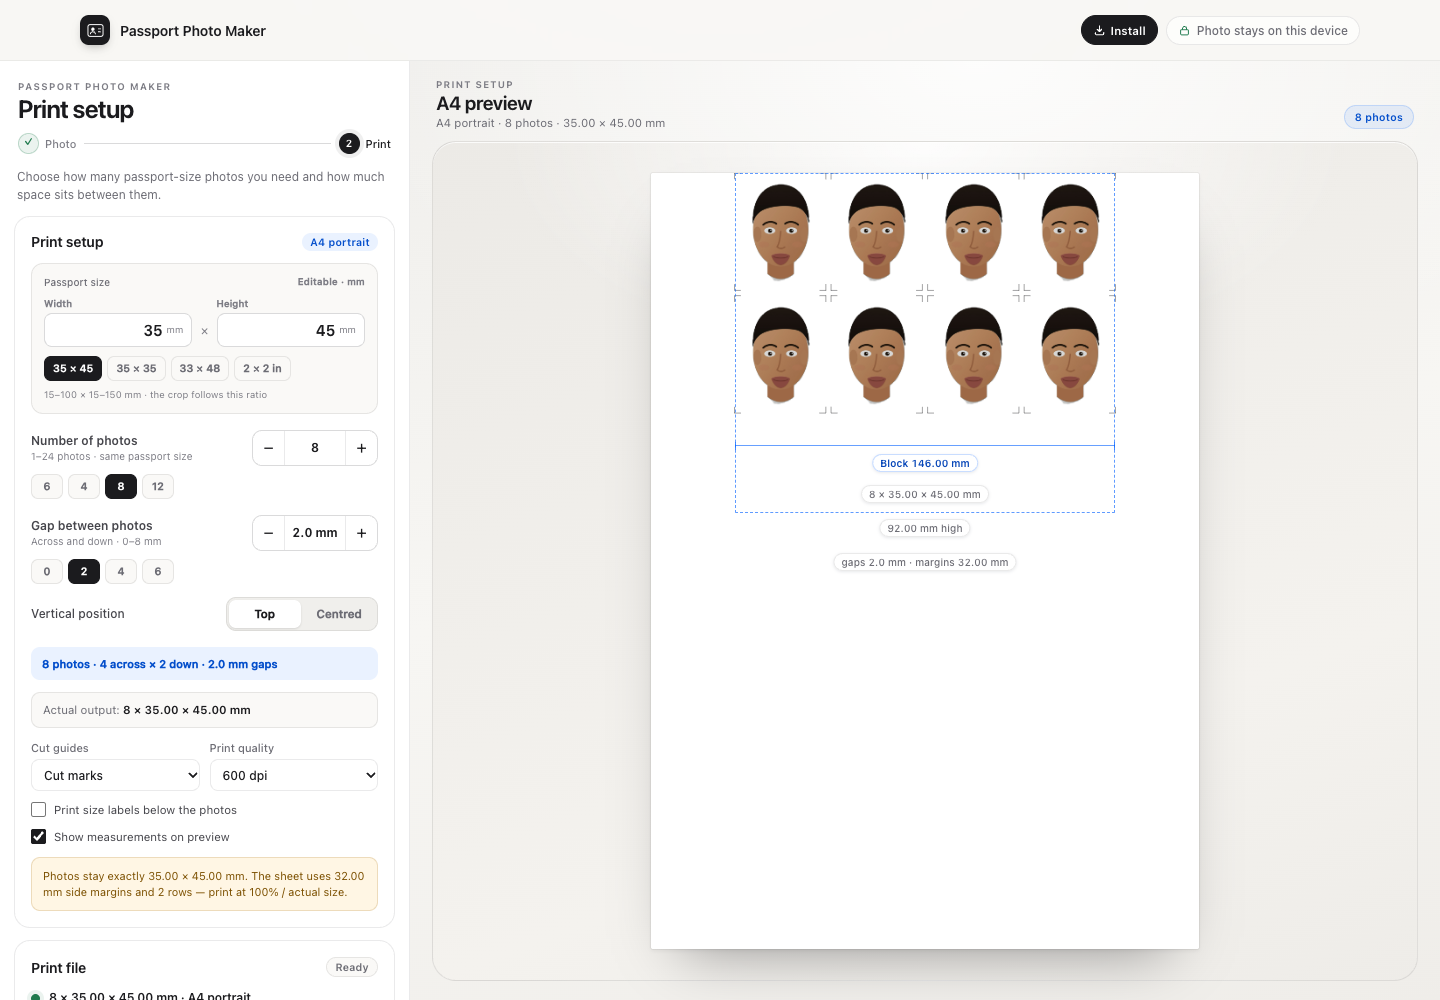 Passport Photo Maker
Install
Photo stays on this device
PASSPORT PHOTO MAKER
Print setup
Photo
2
Print
Choose how many passport-size photos you need and how much
space sits between them.
Print setup
A4 portrait
Passport size
Editable · mm
Width
Height
35 mm
×
45 mm
35 × 45
35 × 35
33 × 48
2 × 2 in
15–100 × 15–150 mm · the crop follows this ratio
Number of photos
1–24 photos · same passport size
− 8 +
6
4
8
12
Gap between photos
Across and down · 0–8 mm
− 2.0 mm +
0
2
4
6
Vertical position
Top
Centred
8 photos · 4 across × 2 down · 2.0 mm gaps
Actual output: 8 × 35.00 × 45.00 mm
Cut guides
Print quality
Cut marks
600 dpi
Print size labels below the photos
Show measurements on preview
Photos stay exactly 35.00 × 45.00 mm. The sheet uses 32.00
mm side margins and 2 rows — print at 100% / actual size.
Print file
Ready
8 × 35.00 × 45.00 mm · A4 portrait
PRINT SETUP
A4 preview
A4 portrait · 8 photos · 35.00 × 45.00 mm
8 photos
Block 146.00 mm
8 × 35.00 × 45.00 mm
92.00 mm high
gaps 2.0 mm · margins 32.00 mm